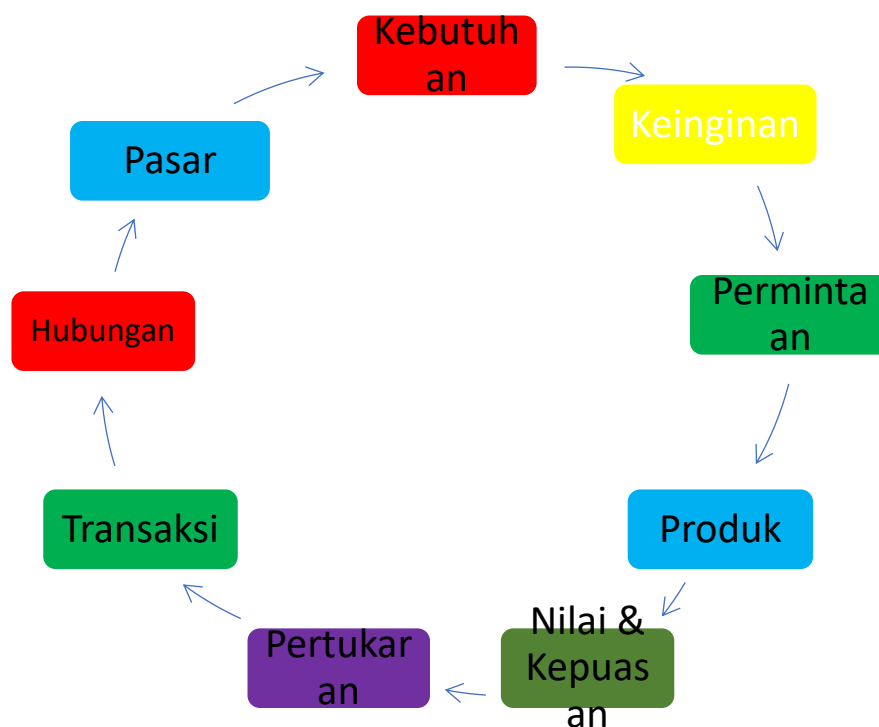 Kebutuh
an
Keinginan
Perminta
an
Produk
Nilai &
Kepuas
an
Pertukar
an
Transaksi
Hubungan
Pasar